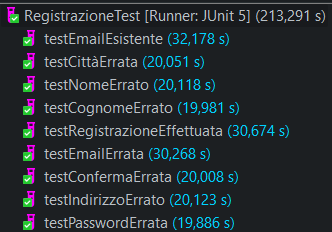 RegistrazioneTest [Runner: JUnit 5] (213,291 s)
testEmailEsistente (32,178 s)
testCittàErrata (20,051 s)
testNomeErrato (20,118 s)
testCognomeErrato (19,981 s)
testRegistrazioneEffettuata (30,674 s)
testEmailErrata (30,268 s)
testConfermaErrata (20,008 s)
testIndirizzoErrato (20,123 s)
testPasswordErrata (19,886 s)